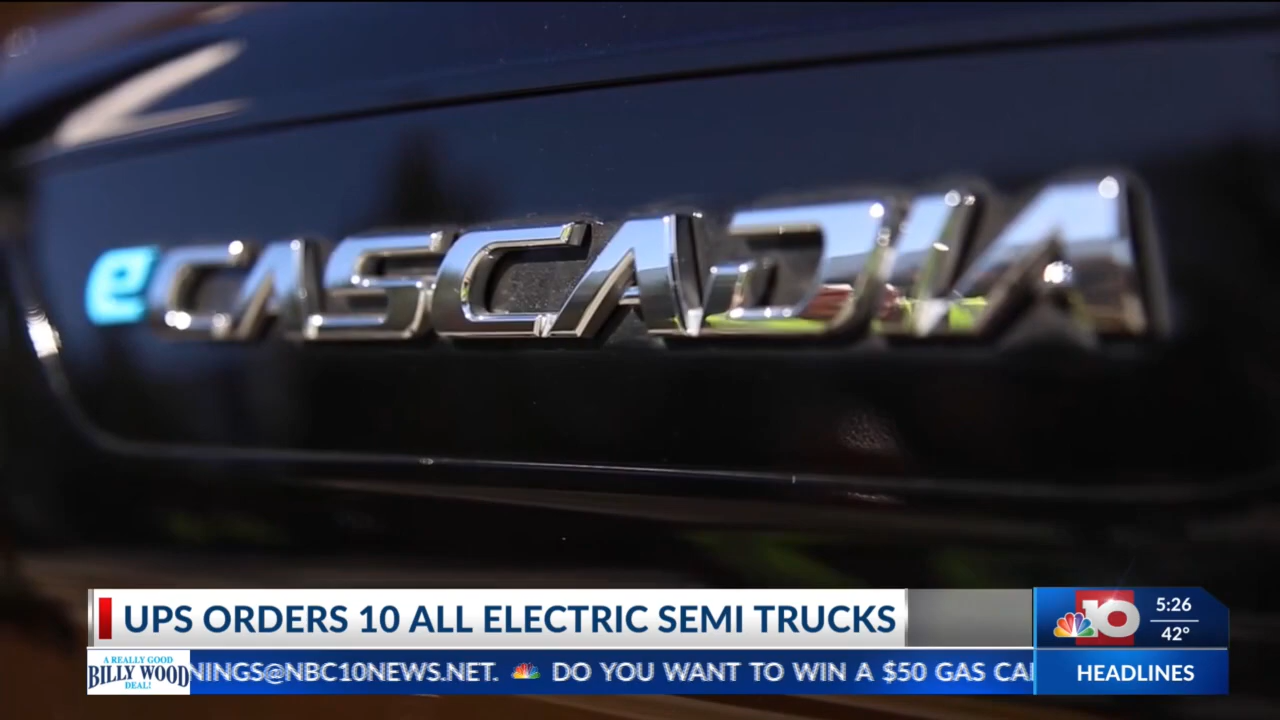 eCASCADIA
UPS ORDERS 10 ALL ELECTRIC SEMI TRUCKS
10
5:26
42°
A REALLY GOOD
BILLY WOOD
DEAL!
NINGS@NBC10NEWS.NET. DO YOU WANT TO WIN A $50 GAS CA
HEADLINES